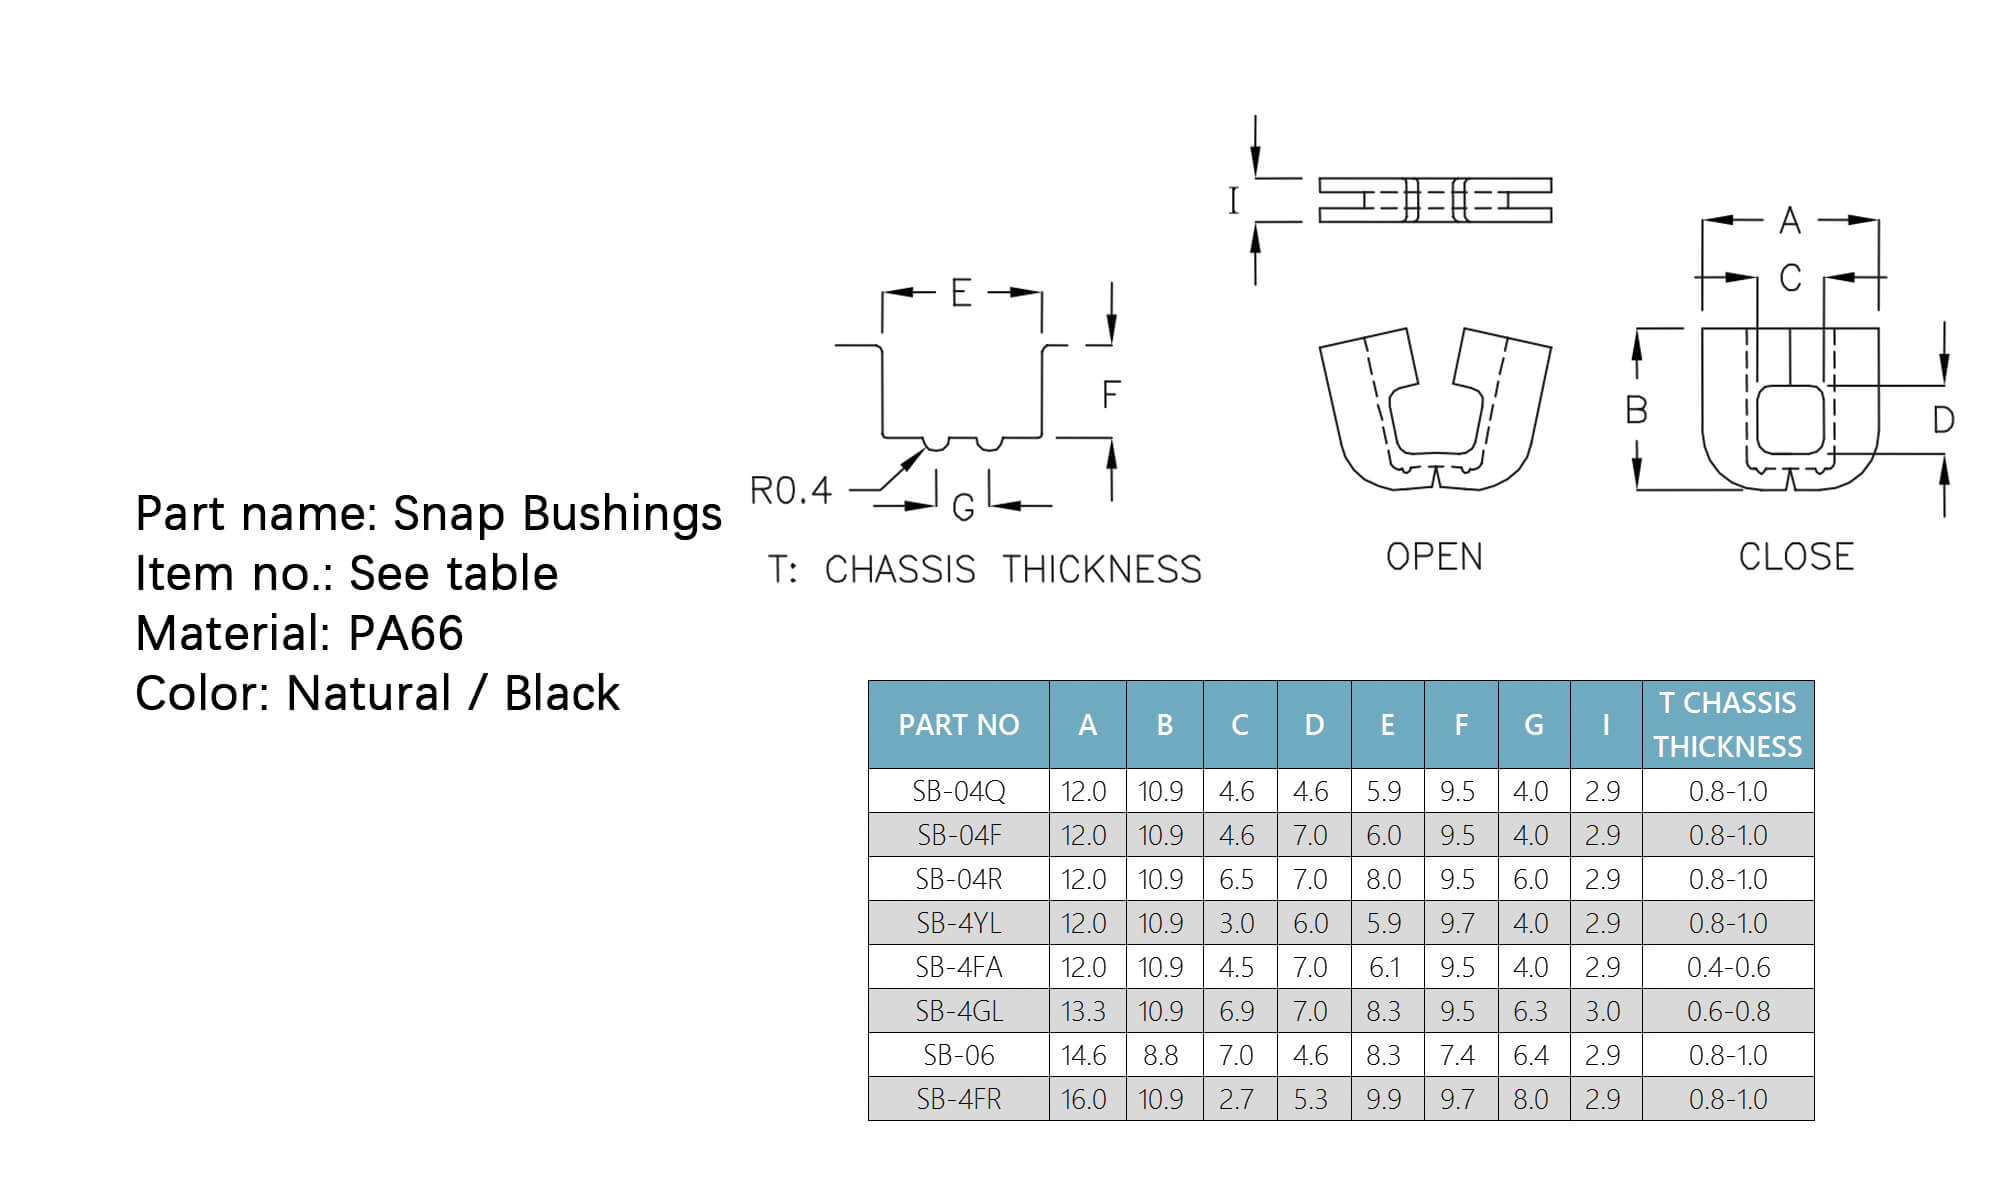 I
A
C
E
F
B
D
R0.4
G
Part name: Snap Bushings
Item no.: See table
Material: PA66
Color: Natural / Black
T: CHASSIS THICKNESS
OPEN
CLOSE
PART NO A B C D E F G I T CHASSIS THICKNESS
SB-04Q 12.0 10.9 4.6 4.6 5.9 9.5 4.0 2.9 0.8-1.0
SB-04F 12.0 10.9 4.6 7.0 6.0 9.5 4.0 2.9 0.8-1.0
SB-04R 12.0 10.9 6.5 7.0 8.0 9.5 6.0 2.9 0.8-1.0
SB-4YL 12.0 10.9 3.0 6.0 5.9 9.7 4.0 2.9 0.8-1.0
SB-4FA 12.0 10.9 4.5 7.0 6.1 9.5 4.0 2.9 0.4-0.6
SB-4GL 13.3 10.9 6.9 7.0 8.3 9.5 6.3 3.0 0.6-0.8
SB-06 14.6 8.8 7.0 4.6 8.3 7.4 6.4 2.9 0.8-1.0
SB-4FR 16.0 10.9 2.7 5.3 9.9 9.7 8.0 2.9 0.8-1.0